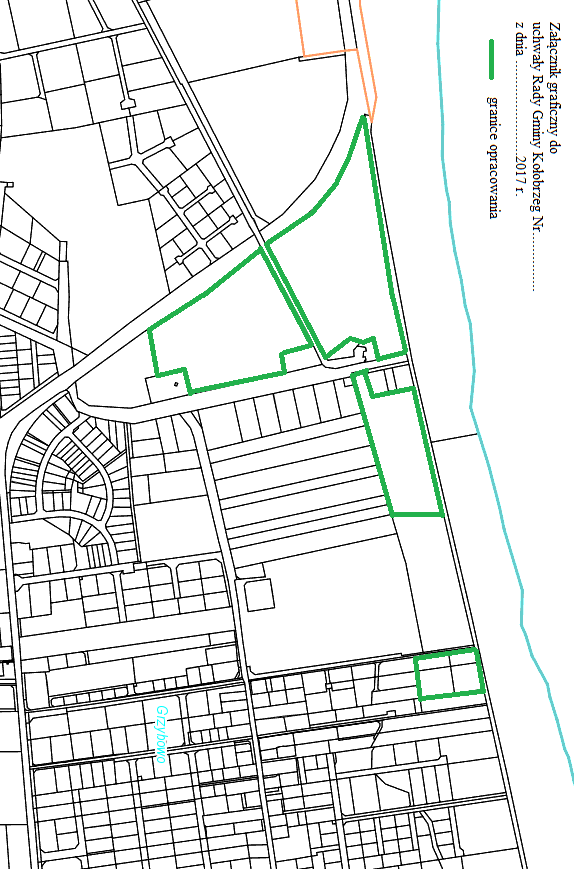 Załącznik graficzny do
uchwały Rady Gminy Kołobrzeg Nr..............
z dnia ......................2017 r.
granice opracowania
Grzybowo